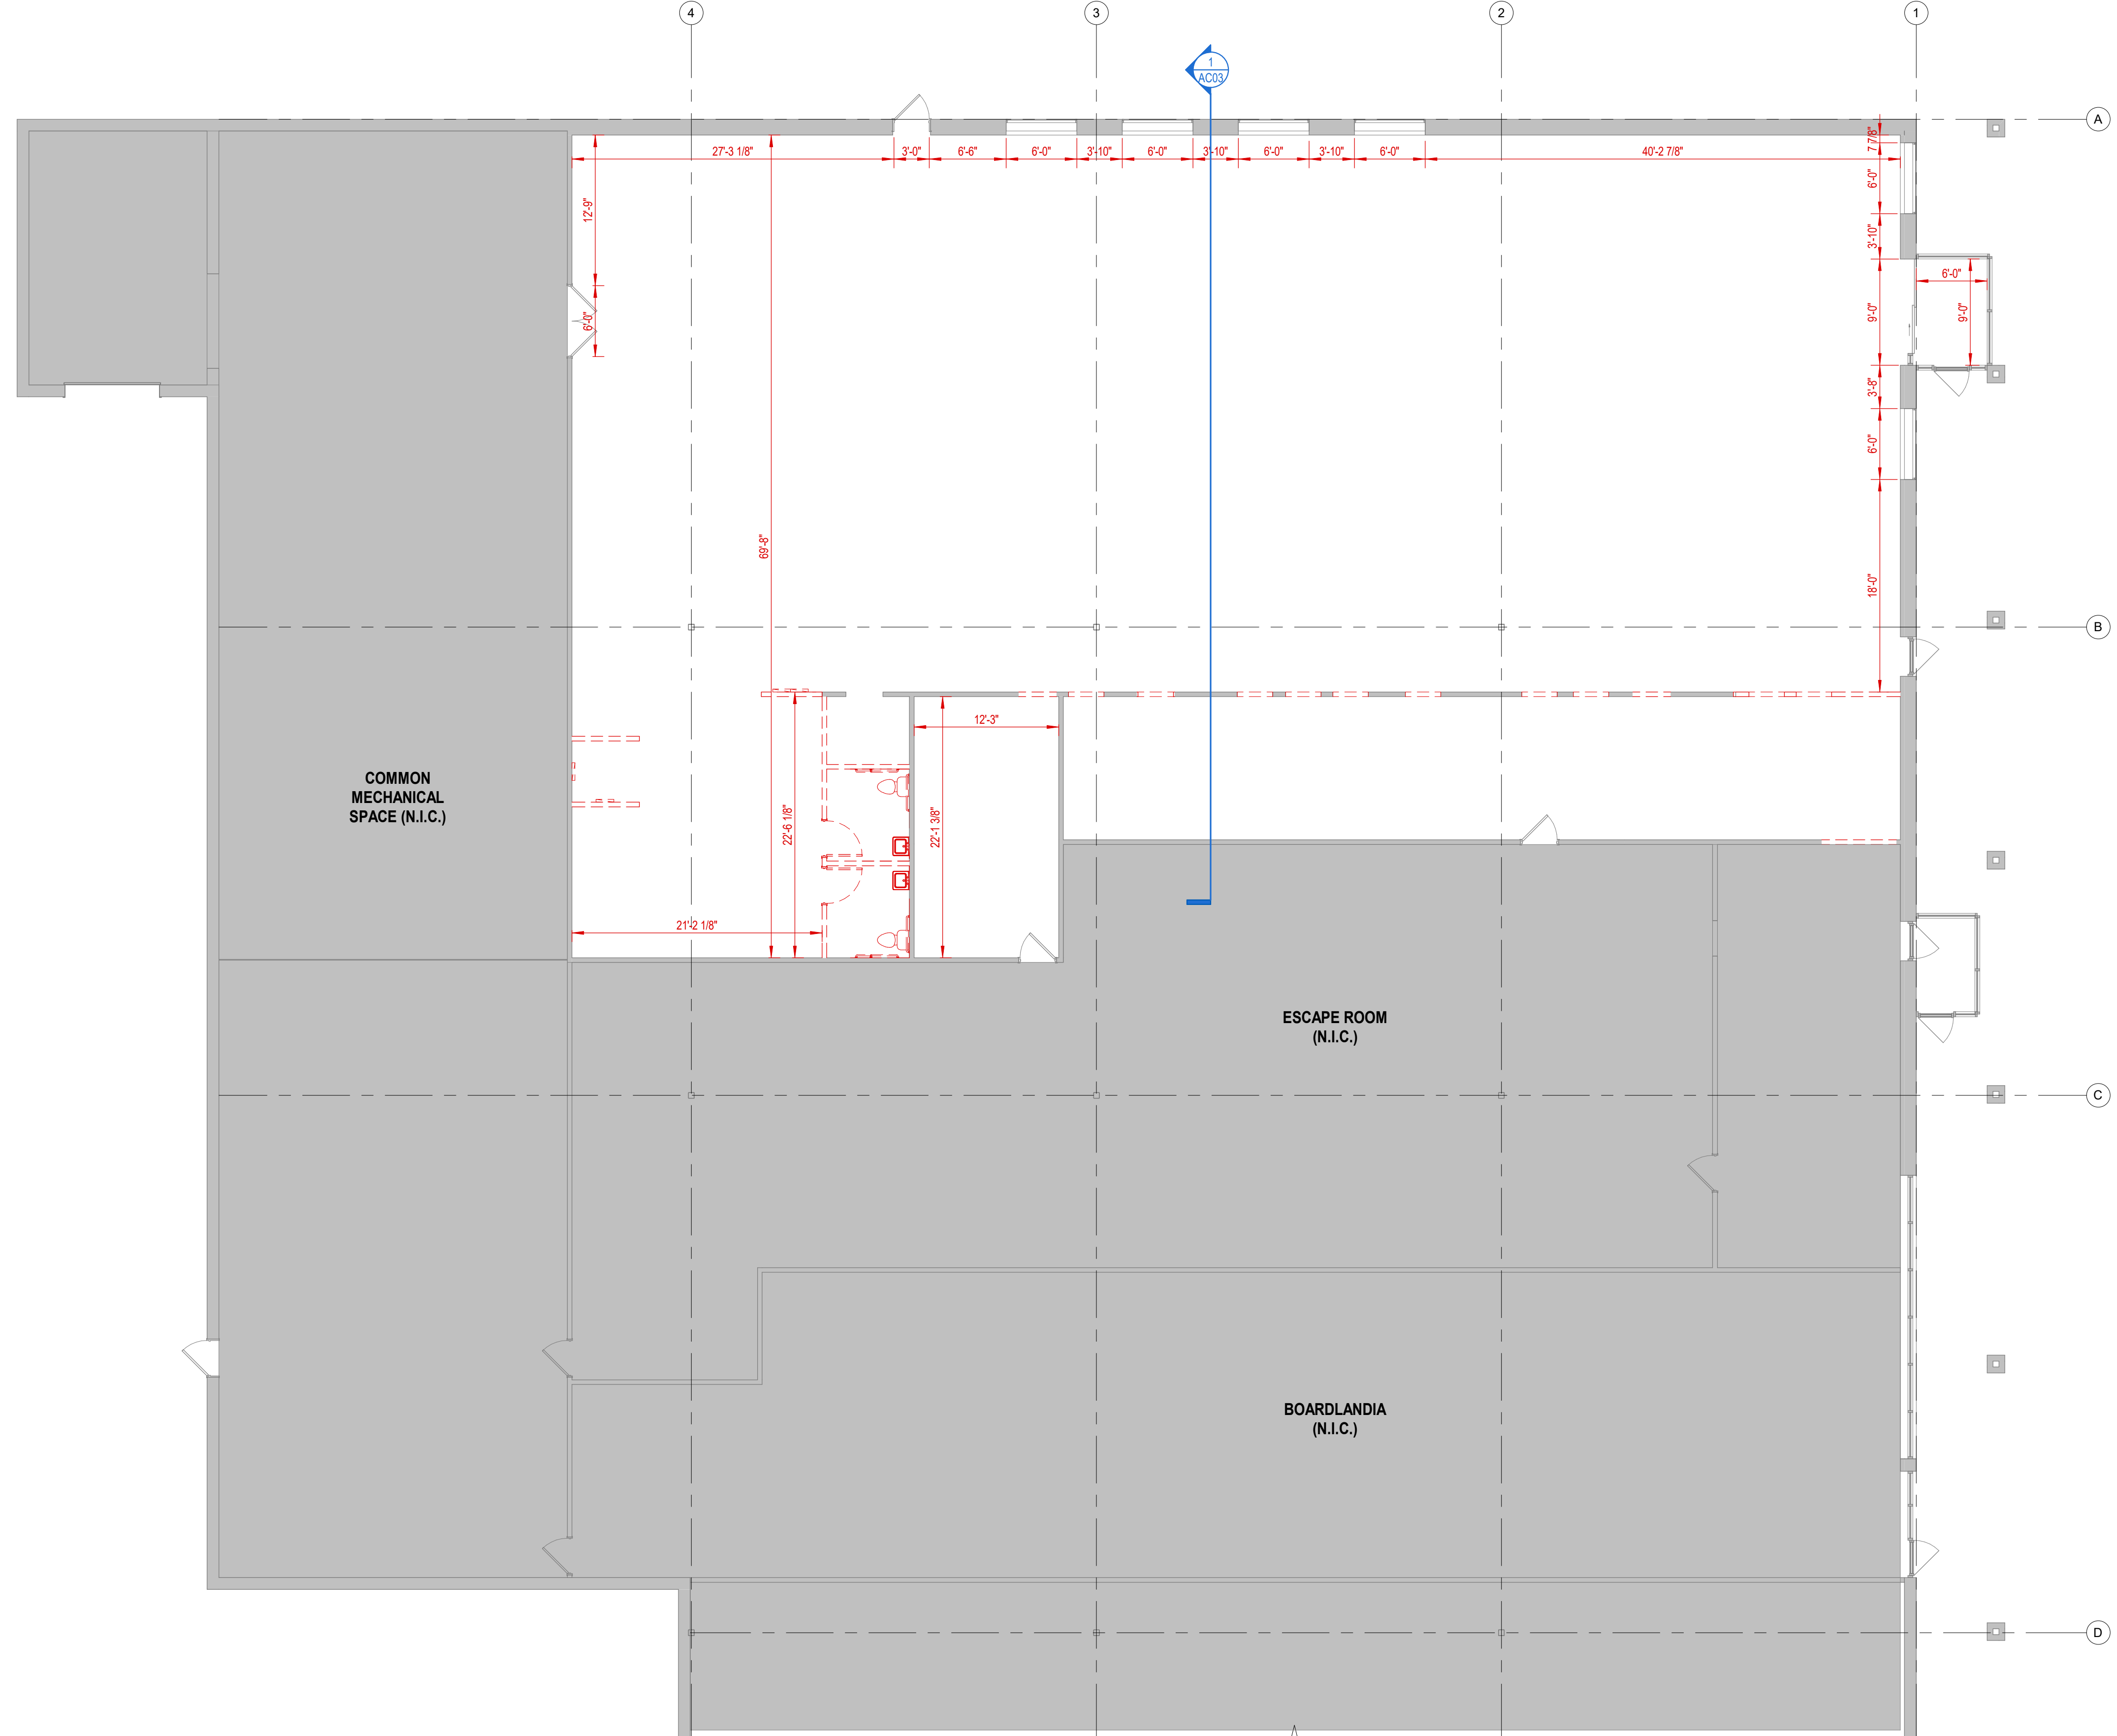 4
3
2
1
1
AC03
A
27'-3 1/8"
3'-0"
6'-6"
6'-0"
3'-10"
6'-0"
3'-10"
6'-0"
3'-10"
6'-0"
40'-2 7/8"
7 7/8"
6'-0"
3'-10"
9'-0"
3'-8"
6'-0"
18'-0"
6'-0"
9'-0"
12'-9"
6'-0"
69'-8"
B
12'-3"
22'-6 1/8"
22'-1 3/8"
21'-2 1/8"
COMMON
MECHANICAL
SPACE (N.I.C.)
ESCAPE ROOM
(N.I.C.)
C
BOARDLANDIA
(N.I.C.)
D